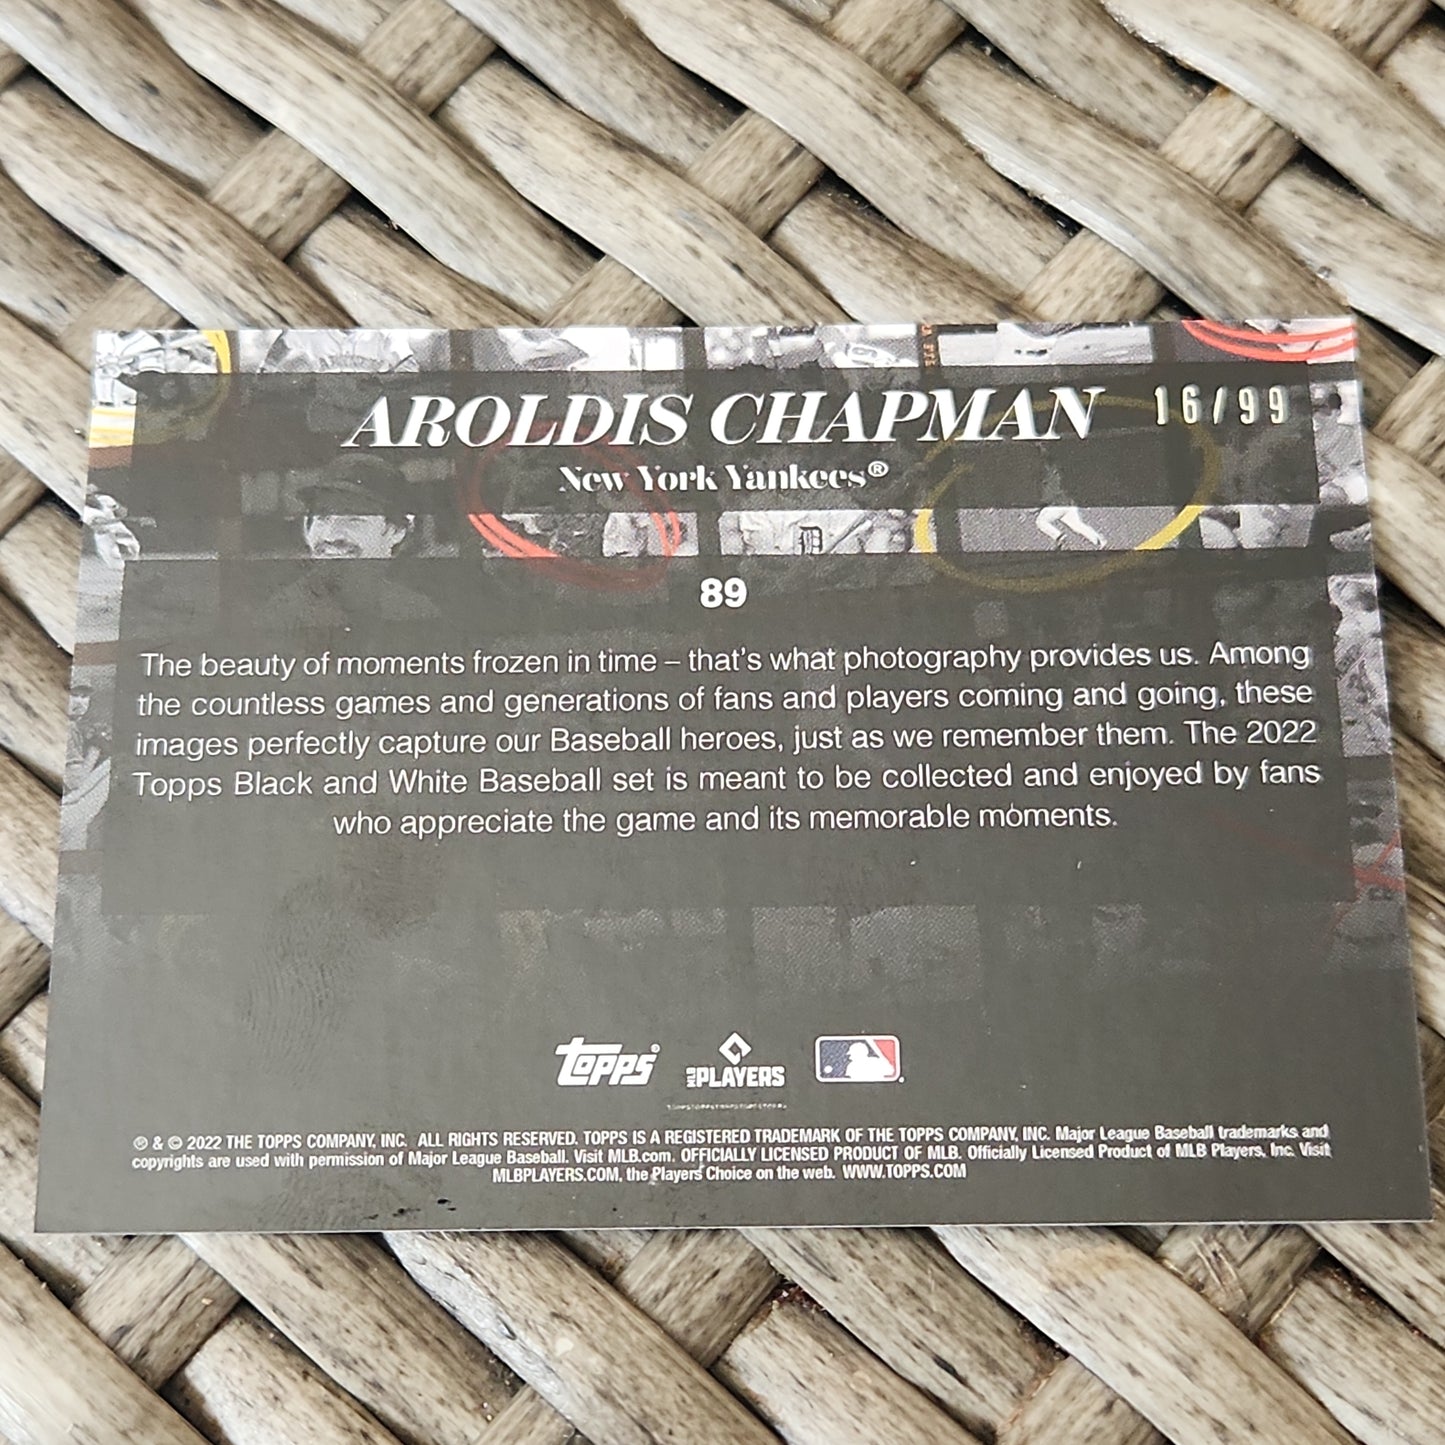 AROLDIS CHAPMAN 16/99
New York Yankees®
89
The beauty of moments frozen in time – that's what photography provides us. Among
the countless games and generations of fans and players coming and going, these
images perfectly capture our Baseball heroes, just as we remember them. The 2022
Topps Black and White Baseball set is meant to be collected and enjoyed by fans
who appreciate the game and its memorable moments.
topps® MLB PLAYERS
® & © 2022 THE TOPPS COMPANY, INC. ALL RIGHTS RESERVED. TOPPS IS A REGISTERED TRADEMARK OF THE TOPPS COMPANY, INC. Major League Baseball trademarks and
copyrights are used with permission of Major League Baseball. Visit MLB.com. OFFICIALLY LICENSED PRODUCT OF MLB. Officially Licensed Product of MLB Players, Inc. Visit
MLBPLAYERS.COM, the Players Choice on the web. WWW.TOPPS.COM